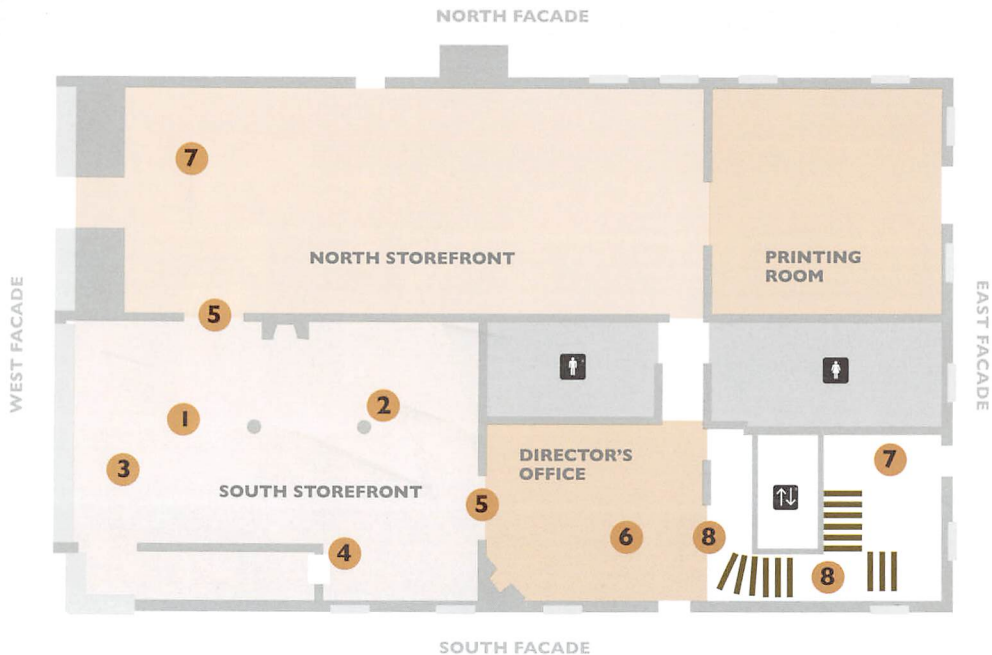 NORTH FACADE
7
NORTH STOREFRONT
PRINTING
ROOM
WEST FACADE
EAST FACADE
5
1
2
3
SOUTH STOREFRONT
4
5
DIRECTOR'S
OFFICE
6
7
8
8
SOUTH FACADE